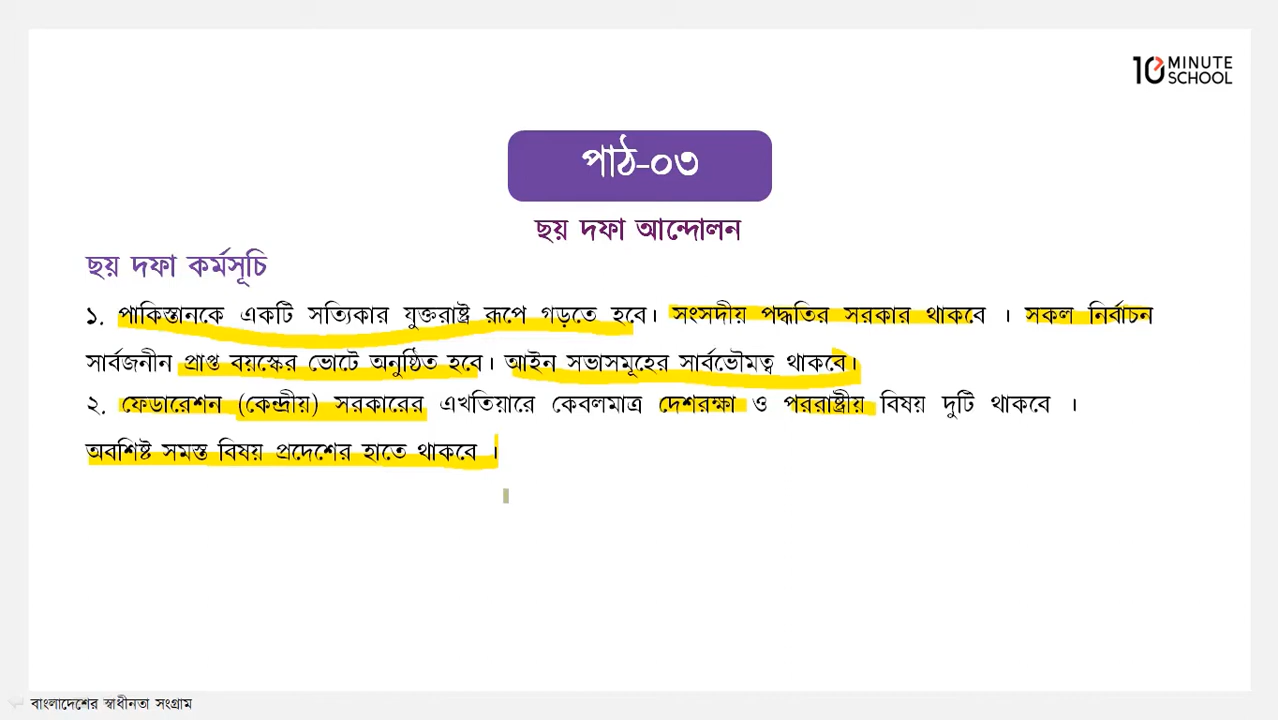 10 MINUTE SCHOOL
পাঠ-০৩
ছয় দফা আন্দোলন
ছয় দফা কর্মসূচি
১. পাকিস্তানকে একটি সত্যিকার যুক্তরাষ্ট্র রূপে গড়তে হবে। সংসদীয় পদ্ধতির সরকার থাকবে । সকল নির্বাচন
সার্বজনীন প্রাপ্ত বয়স্কের ভোটে অনুষ্ঠিত হবে। আইন সভাসমূহের সার্বভৌমত্ব থাকবে।
২. ফেডারেশন (কেন্দ্রীয়) সরকারের এখতিয়ারে কেবলমাত্র দেশরক্ষা ও পররাষ্ট্রীয় বিষয় দুটি থাকবে ।
অবশিষ্ট সমস্ত বিষয় প্রদেশের হাতে থাকবে ।
বাংলাদেশের স্বাধীনতা সংগ্রাম